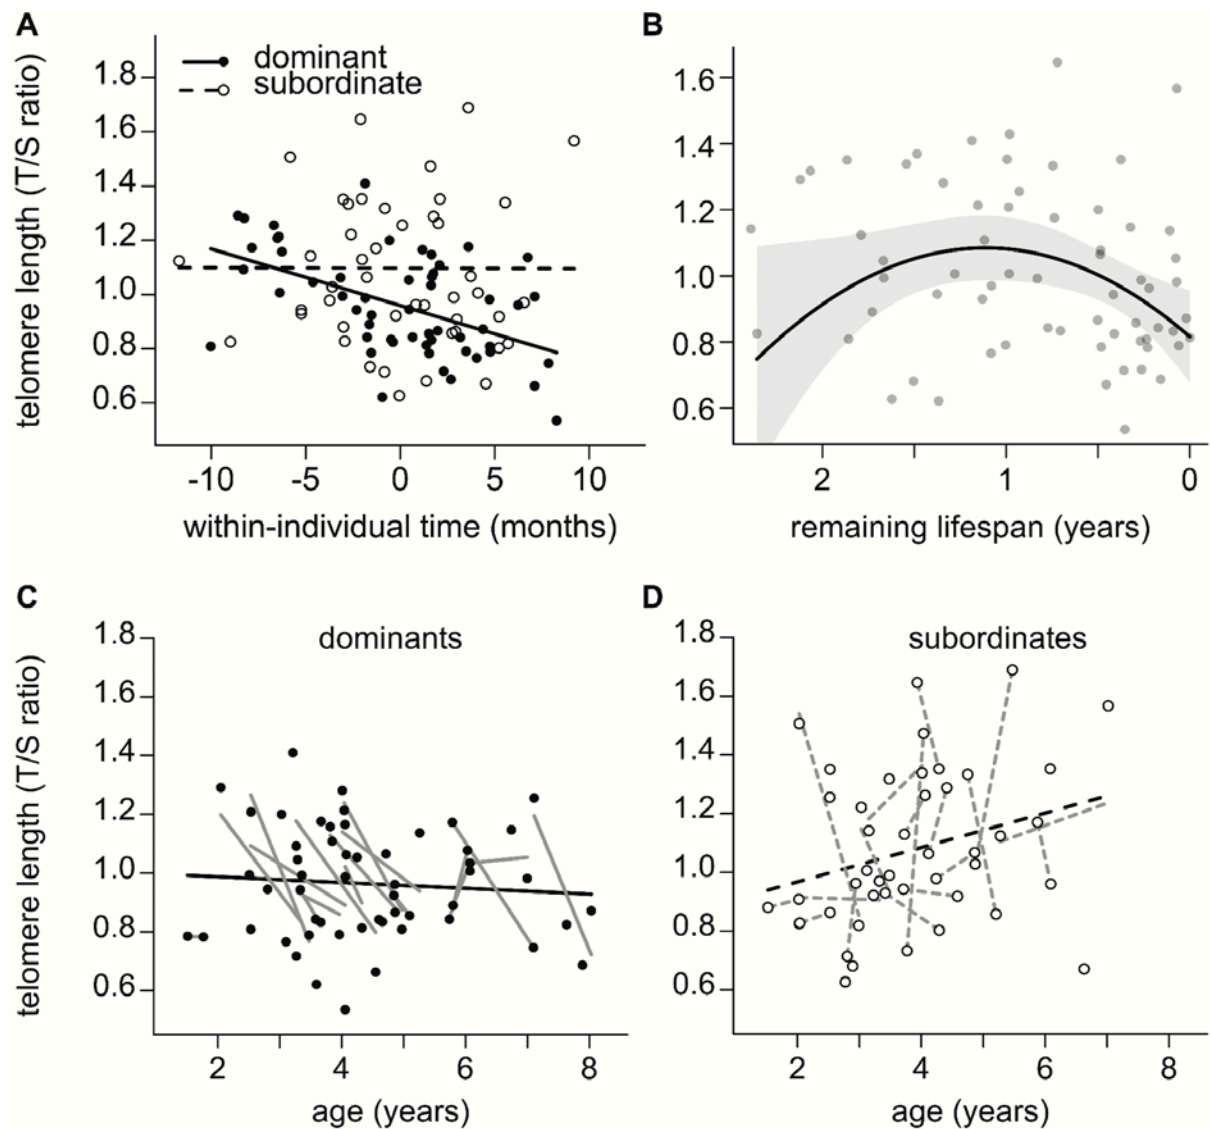 A
telomere length (T/S ratio)
1.8
1.6
1.4
1.2
1.0
0.8
0.6
dominant
subordinate
-10 -5 0 5 10
within-individual time (months)
B
1.6
1.4
1.2
1.0
0.8
0.6
2 1 0
remaining lifespan (years)
C
telomere length (T/S ratio)
dominants
1.8
1.6
1.4
1.2
1.0
0.8
0.6
2 4 6 8
age (years)
D
subordinates
1.8
1.6
1.4
1.2
1.0
0.8
0.6
2 4 6 8
age (years)